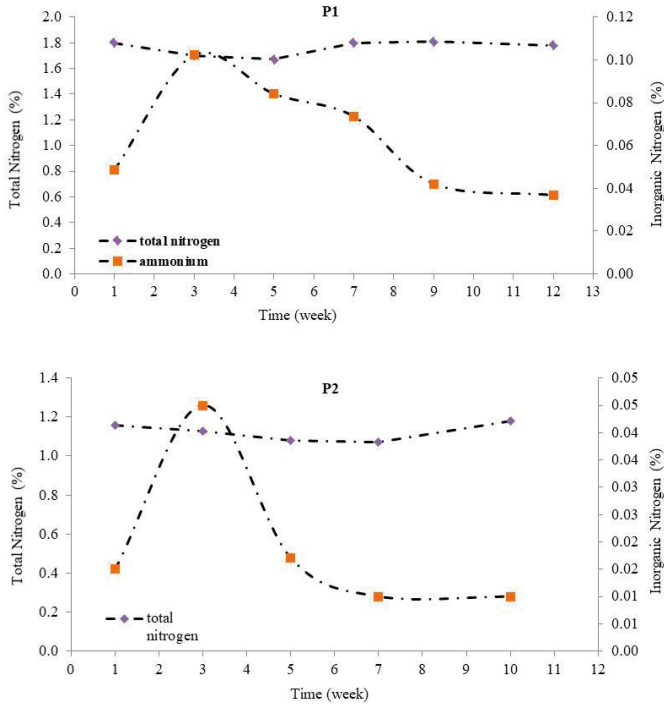 P1
2.0
1.8
1.6
1.4
1.2
1.0
0.8
0.6
0.4
0.2
0.0
Total Nitrogen (%)
total nitrogen
ammonium
0.12
0.10
0.08
0.06
0.04
0.02
0.00
Inorganic Nitrogen (%)
0 1 2 3 4 5 6 7 8 9 10 11 12 13
Time (week)
P2
1.4
1.2
1.0
0.8
0.6
0.4
0.2
0.0
Total Nitrogen (%)
total
nitrogen
0.05
0.05
0.04
0.04
0.03
0.03
0.02
0.02
0.01
0.01
0.00
Inorganic Nitrogen (%)
0 1 2 3 4 5 6 7 8 9 10 11 12
Time (week)